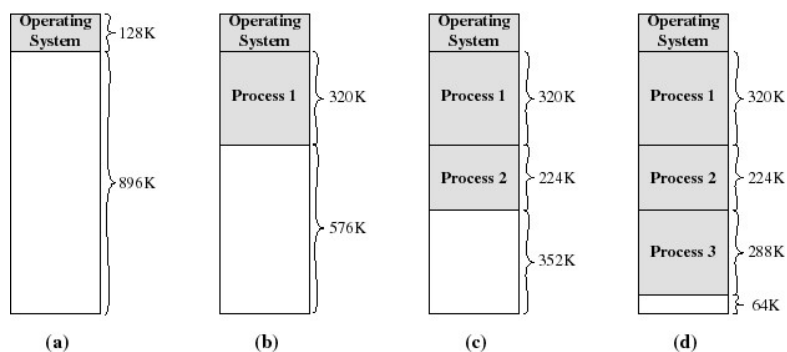 Operating
System
128K
896K
(a)
Operating
System
Process 1
320K
576K
(b)
Operating
System
Process 1
320K
Process 2
224K
352K
(c)
Operating
System
Process 1
320K
Process 2
224K
Process 3
288K
64K
(d)